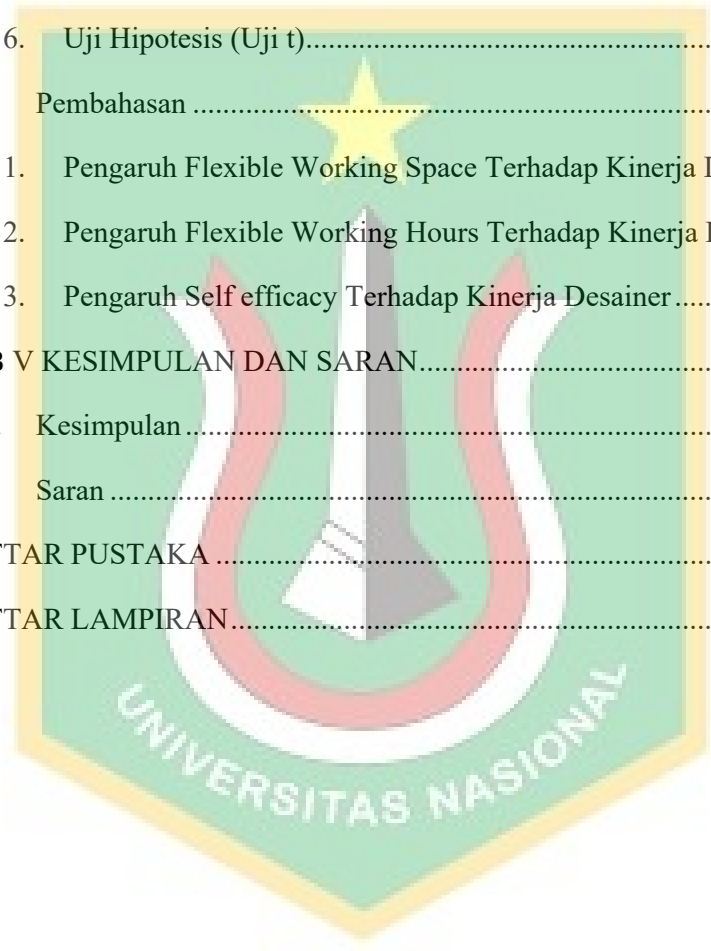 6. Uji Hipotesis (Uji t)................................................
Pembahasan ................................................................
1. Pengaruh Flexible Working Space Terhadap Kinerja
2. Pengaruh Flexible Working Hours Terhadap Kinerja
3. Pengaruh Self efficacy Terhadap Kinerja Desainer.....
V KESIMPULAN DAN SARAN.......................................
Kesimpulan................................................................
Saran ..........................................................................
TAR PUSTAKA ............................................................
TAR LAMPIRAN...........................................................
UNIVERSITAS NASIONAL